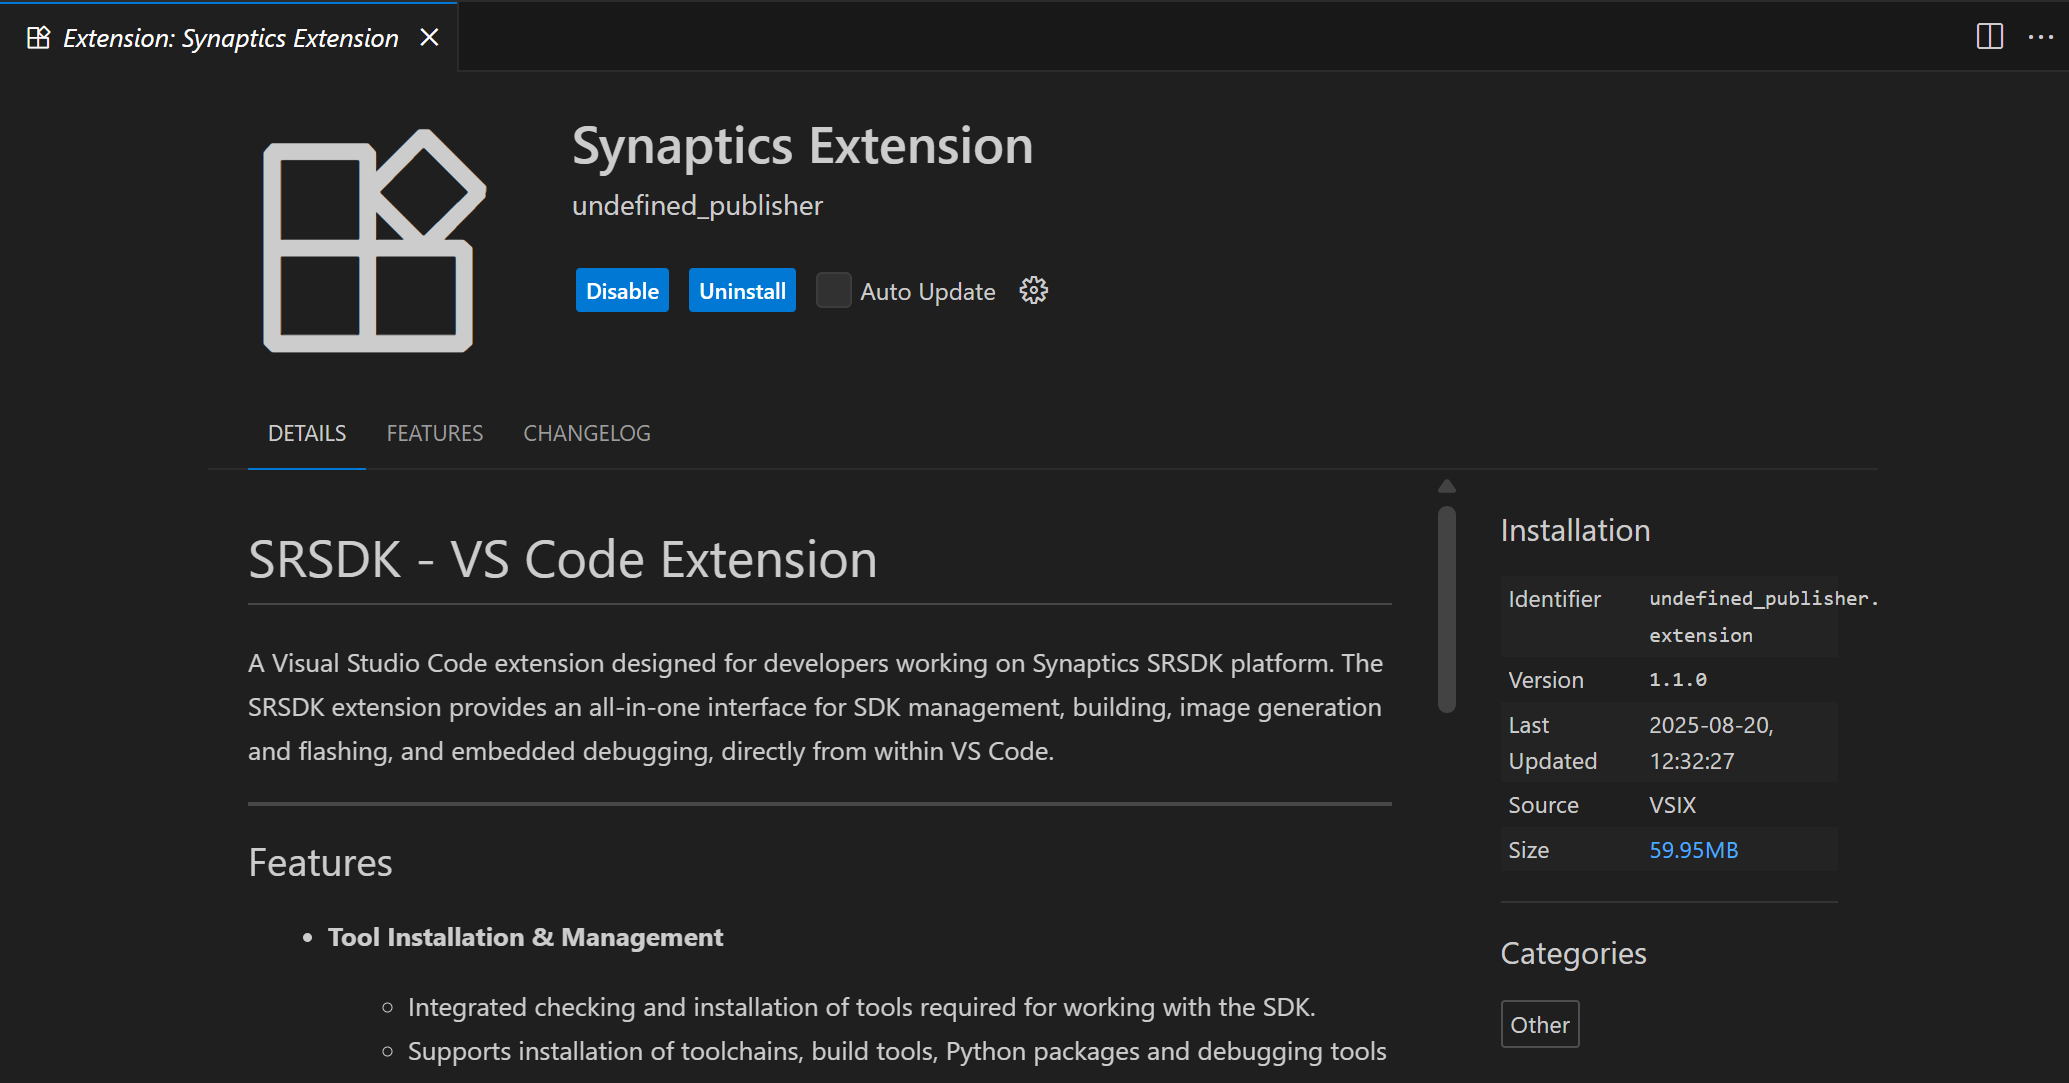 Extension: Synaptics Extension
Synaptics Extension
undefined_publisher
Disable
Uninstall
Auto Update
DETAILS
FEATURES
CHANGELOG
SRSDK - VS Code Extension
A Visual Studio Code extension designed for developers working on Synaptics SRSDK platform. The
SRSDK extension provides an all-in-one interface for SDK management, building, image generation
and flashing, and embedded debugging, directly from within VS Code.
Features
• Tool Installation & Management
○ Integrated checking and installation of tools required for working with the SDK.
○ Supports installation of toolchains, build tools, Python packages and debugging tools
Installation
Identifier undefined_publisher.
extension
Version 1.1.0
Last 2025-08-20,
Updated 12:32:27
Source VSIX
Size 59.95MB
Categories
Other